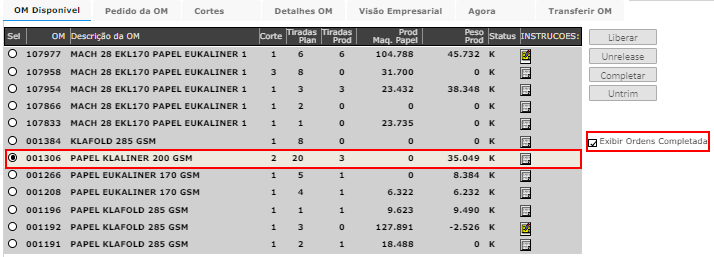 OM Disponível Pedido da OM Cortes Detalhes OM Visão Empresarial Agora Transferir OM
Sel OM Descrição da OM Corte Tiradas Plan Tiradas Prod Prod Maq. Papel Peso Prod Status INSTRUCOES:
107977 MACH 28 EKL170 PAPEL EUKALINER 1 1 6 6 104.788 45.732 K
107958 MACH 28 EKL170 PAPEL EUKALINER 1 3 8 0 31.700 0 K
107954 MACH 28 EKL170 PAPEL EUKALINER 1 1 3 3 23.432 38.348 K
107866 MACH 28 EKL170 PAPEL EUKALINER 1 1 2 0 0 0 K
107833 MACH 28 EKL170 PAPEL EUKALINER 1 1 1 0 23.735 0 K
001384 KLAFOLD 285 GSM 1 8 0 0 0 K
001306 PAPEL KLALINER 200 GSM 2 20 3 0 35.049 K
001266 PAPEL EUKALINER 170 GSM 1 5 1 0 8.384 K
001208 PAPEL EUKALINER 170 GSM 1 4 1 6.322 6.232 K
001196 PAPEL KLAFOLD 285 GSM 1 1 1 9.623 9.490 K
001192 PAPEL KLAFOLD 285 GSM 1 3 0 127.891 -2.526 K
001191 PAPEL KLAFOLD 285 GSM 1 2 1 18.488 0 K
Liberar
Unrelease
Completar
Untrim
Exibir Ordens Completada